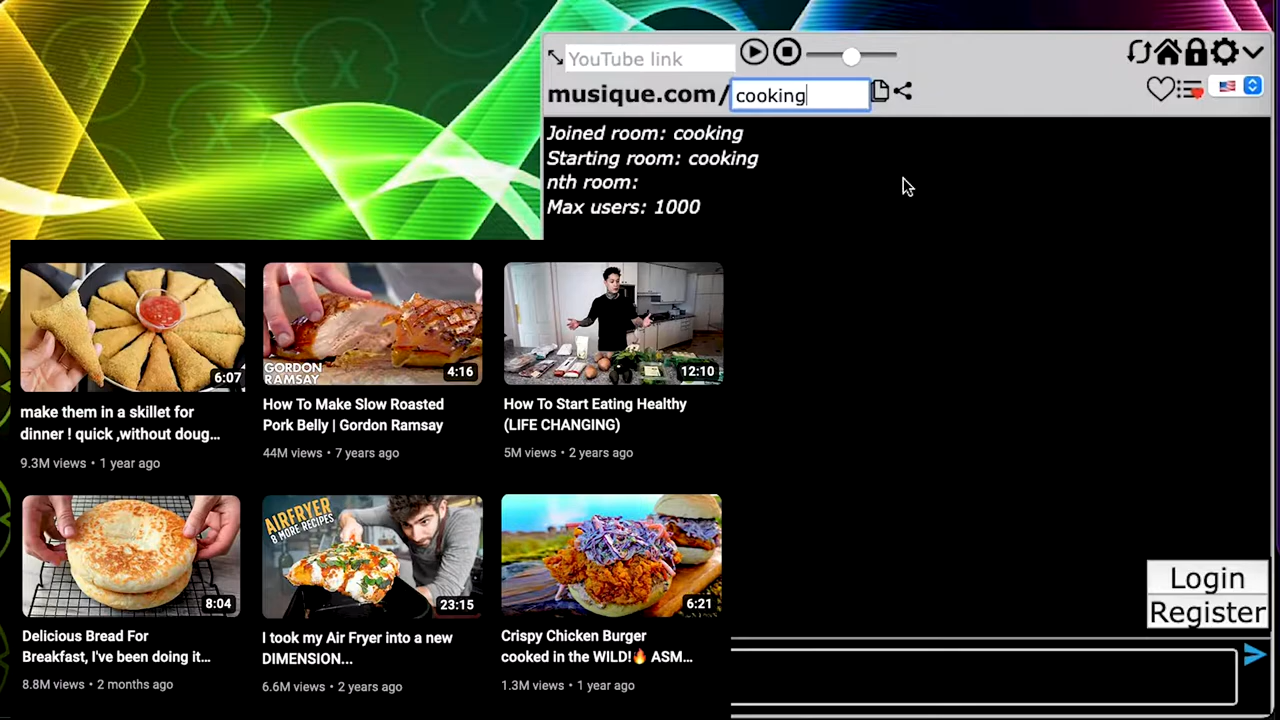 YouTube link
musique.com/ cooking
Joined room: cooking
Starting room: cooking
nth room:
Max users: 1000
6:07
make them in a skillet for
dinner ! quick ,without doug...
9.3M views • 1 year ago
GORDON
RAMSAY
4:16
How To Make Slow Roasted
Pork Belly | Gordon Ramsay
44M views • 7 years ago
12:10
How To Start Eating Healthy
(LIFE CHANGING)
5M views • 2 years ago
8:04
Delicious Bread For
Breakfast, I've been doing it...
8.8M views • 2 months ago
AIRFRYER
8 MORE RECIPES
23:15
I took my Air Fryer into a new
DIMENSION...
6.6M views • 2 years ago
6:21
Crispy Chicken Burger
cooked in the WILD!🔥 ASM...
1.3M views • 1 year ago
Login
Register